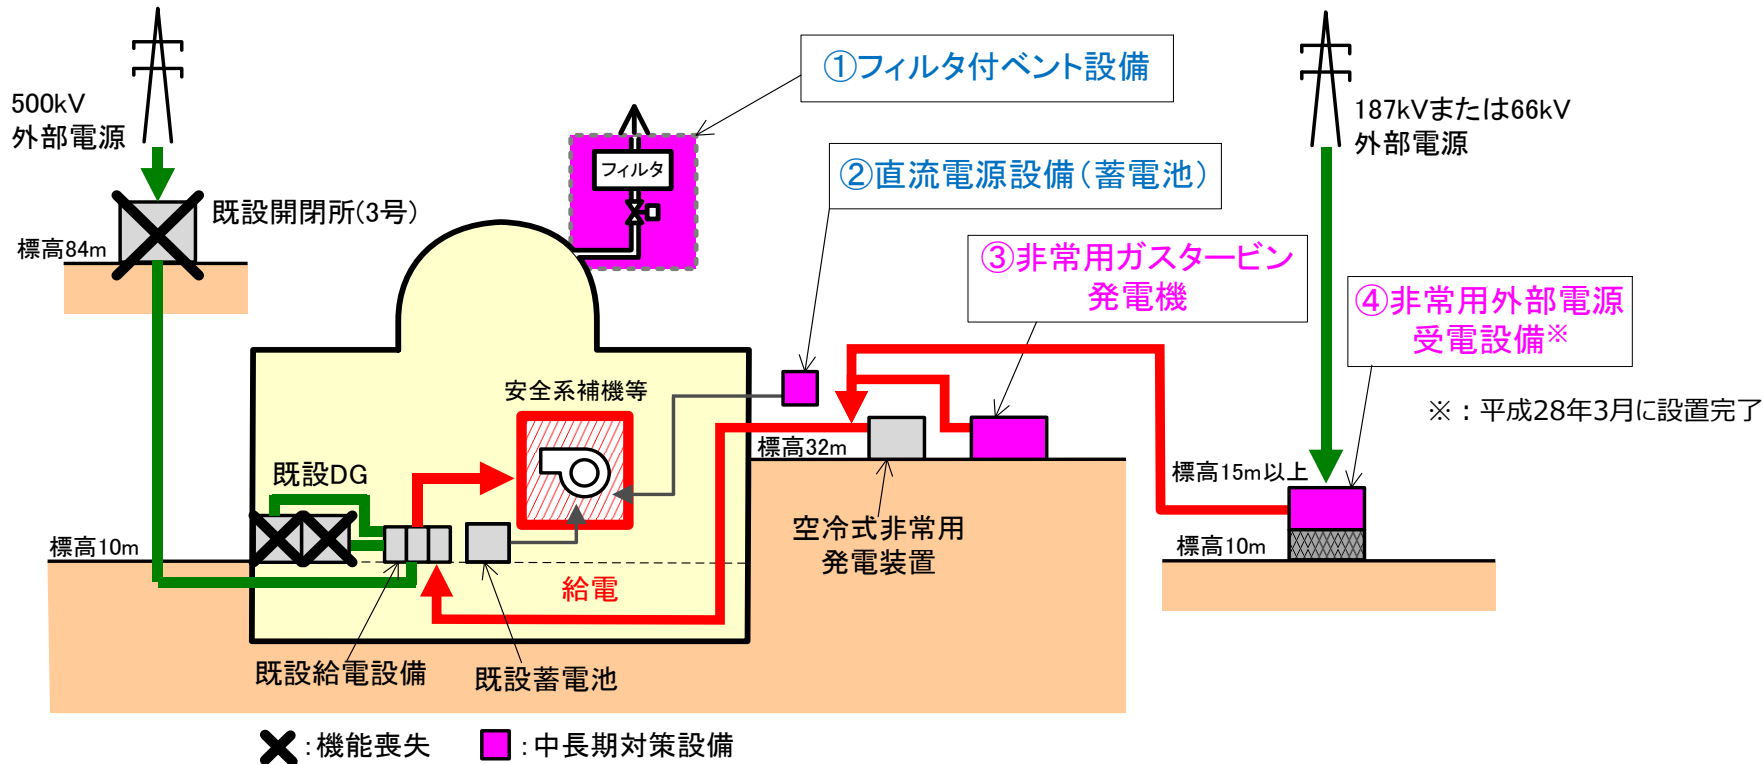 500kV
外部電源
既設開閉所(3号)
標高84m
①フィルタ付ベント設備
フィルタ
②直流電源設備(蓄電池)
③非常用ガスタービン
発電機
187kVまたは66kV
外部電源
④非常用外部電源
受電設備※
※:平成28年3月に設置完了
安全系補機等
既設DG
標高10m
標高32m
標高15m以上
標高10m
空冷式非常用
発電装置
給電
既設給電設備
既設蓄電池
:機能喪失
:中長期対策設備